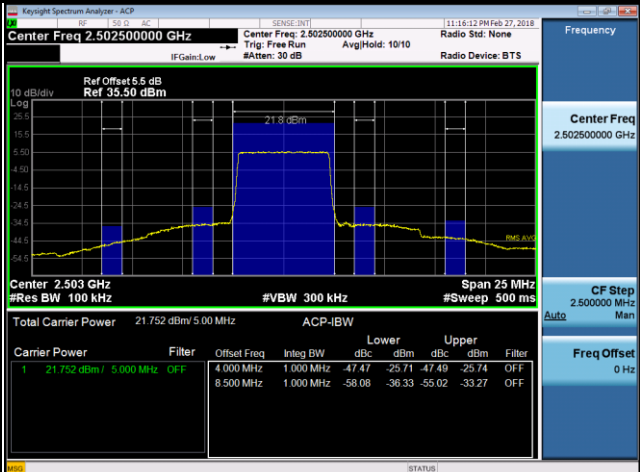 Keysight Spectrum Analyzer - ACP
RF 50 Ω AC SENSE:INT 11:16:12 PM Feb 27, 2018
Center Freq 2.502500000 GHz
Center Freq: 2.502500000 GHz
Radio Std: None
Trig: Free Run Avg|Hold: 10/10
IFGain:Low #Atten: 30 dB Radio Device: BTS
Frequency
Ref Offset 5.5 dB
10 dB/div Ref 35.50 dBm
Log
25.5
21.8 dBm
15.5
5.50
-4.50
-14.5
-24.5
-34.5
-44.5
RMS AVG
-54.5
Center 2.503 GHz Span 25 MHz
#Res BW 100 kHz #VBW 300 kHz #Sweep 500 ms
Center Freq
2.502500000 GHz
CF Step
2.500000 MHz
Auto Man
Freq Offset
0 Hz
Total Carrier Power 21.752 dBm/ 5.00 MHz ACP-IBW
Lower Upper
Carrier Power Filter Offset Freq Integ BW dBc dBm dBc dBm Filter
1 21.752 dBm / 5.000 MHz OFF 4.000 MHz 1.000 MHz -47.47 -25.71 -47.49 -25.74 OFF
8.500 MHz 1.000 MHz -58.08 -36.33 -55.02 -33.27 OFF
MSG STATUS